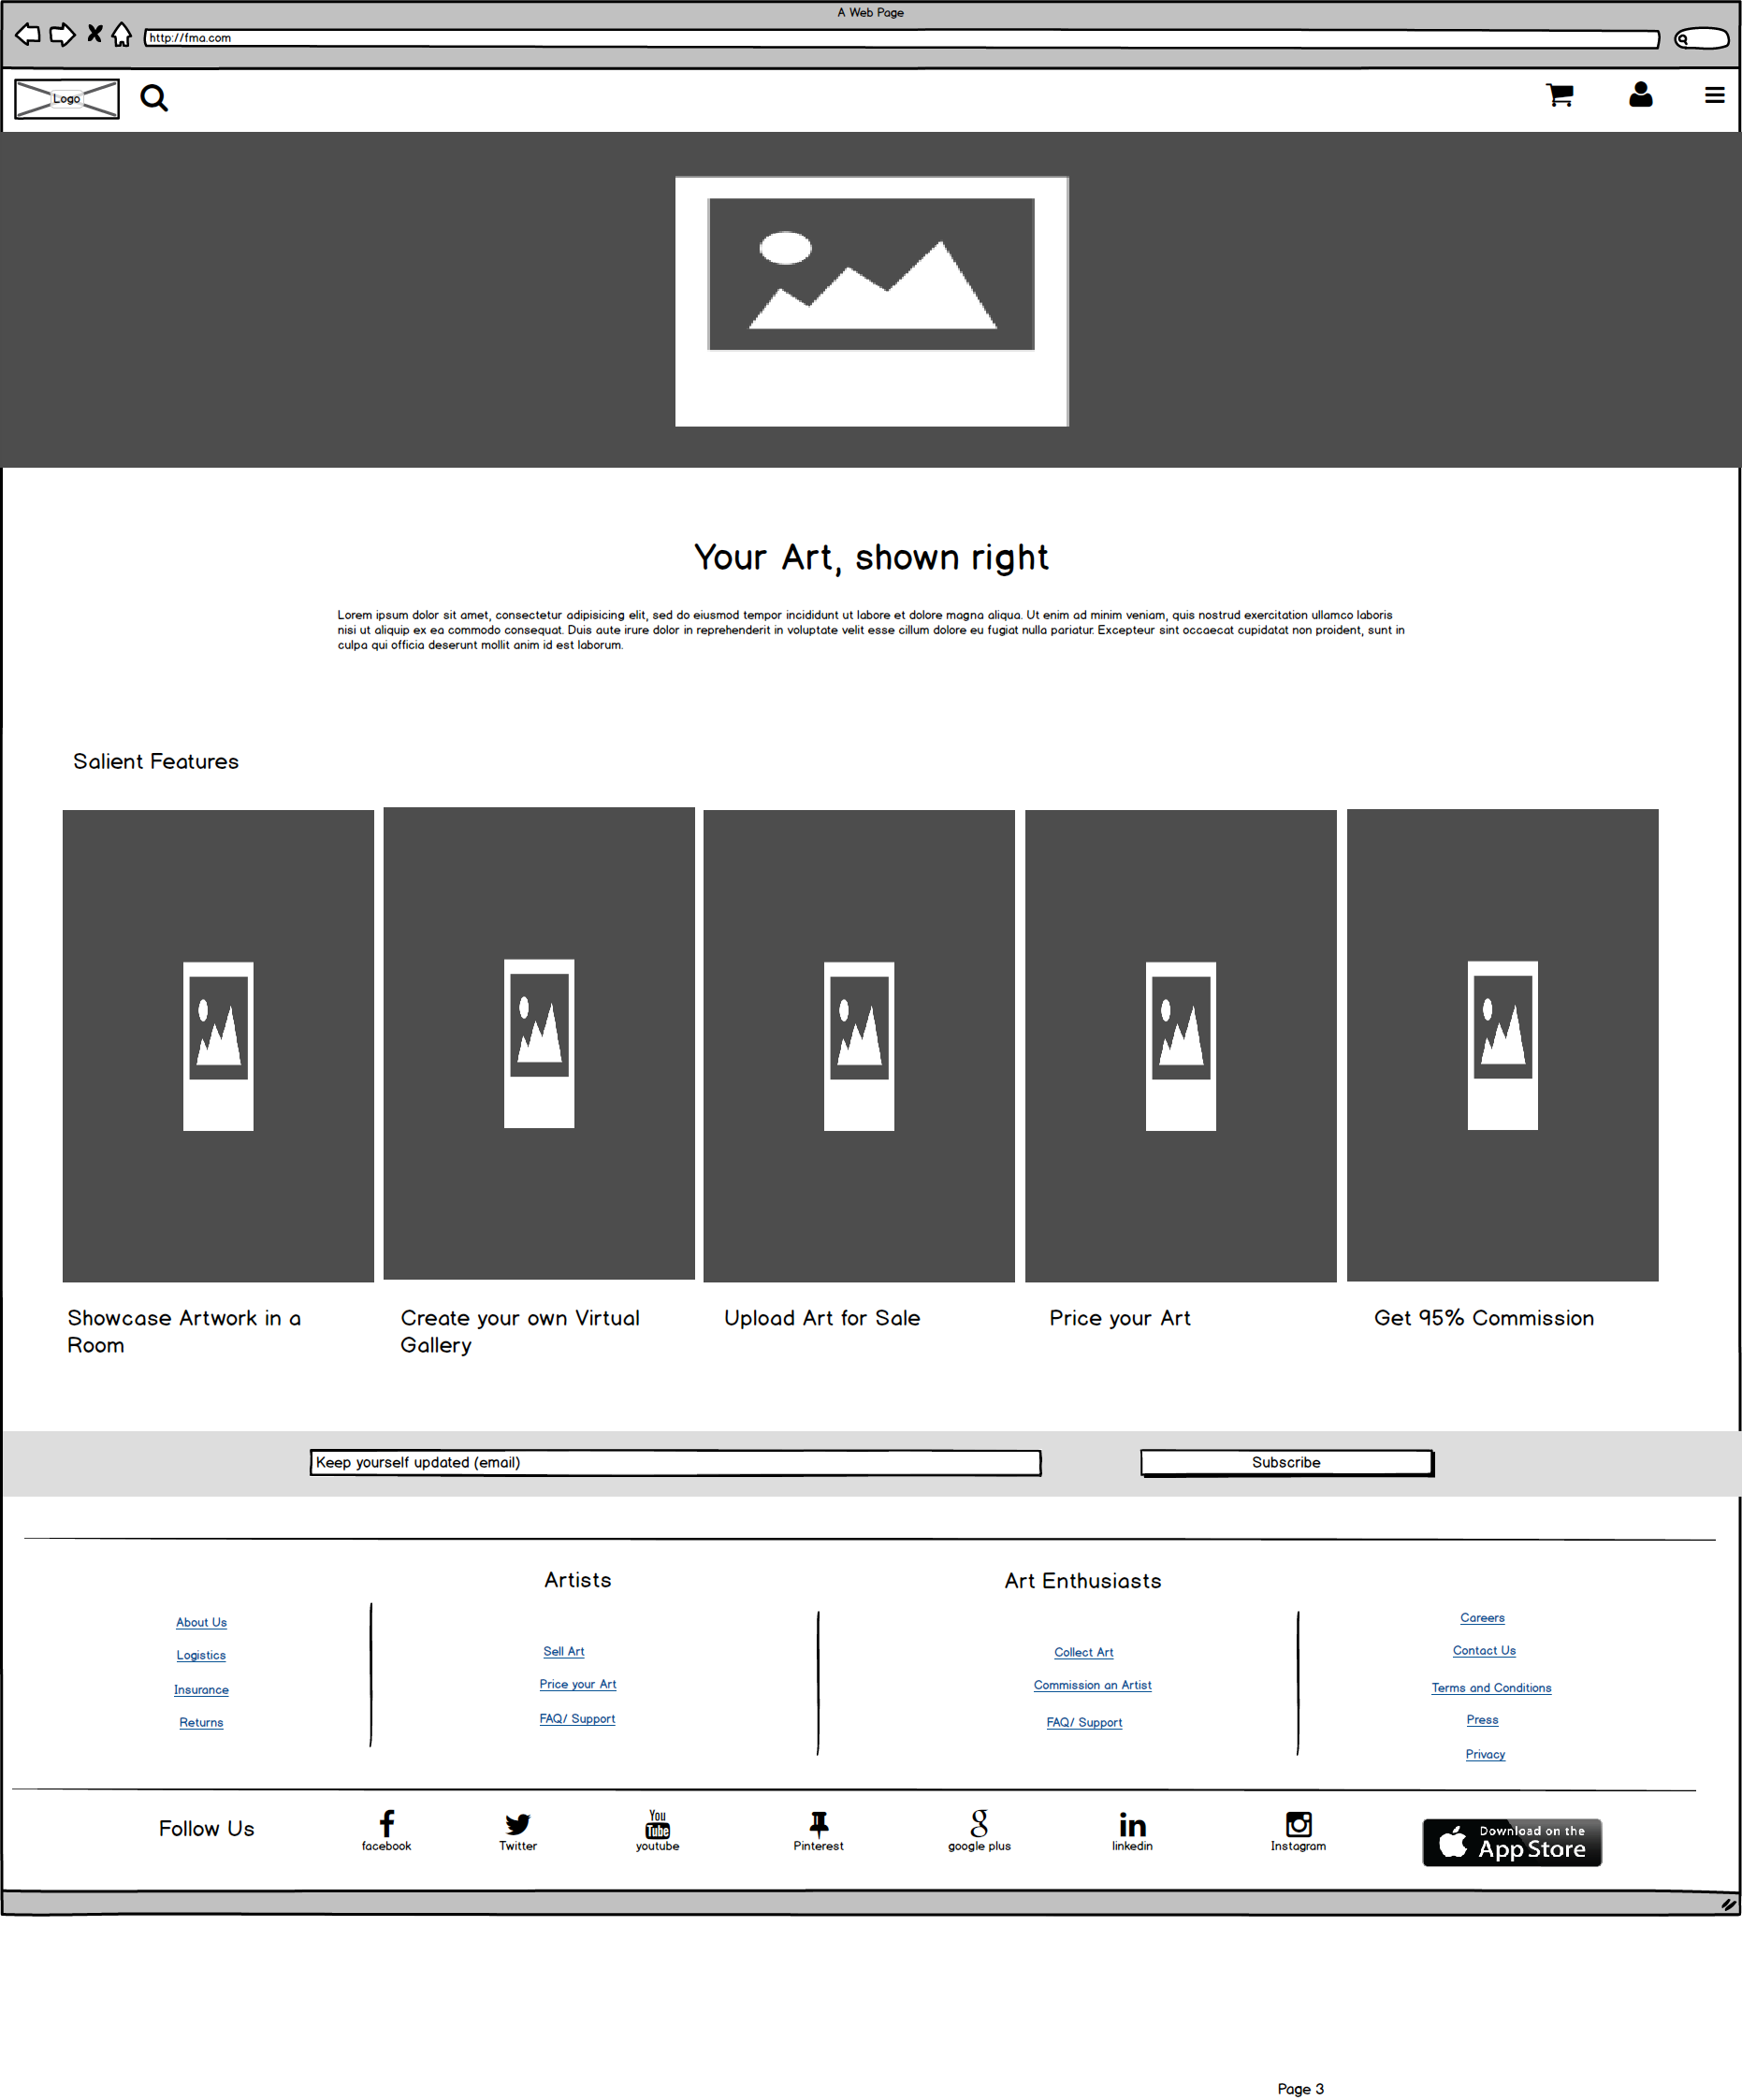 A Web Page
http://fma.com
Logo
Your Art, shown right
Lorem ipsum dolor sit amet, consectetur adipisicing elit, sed do eiusmod tempor incididunt ut labore et dolore magna aliqua. Ut enim ad minim veniam, quis nostrud exercitation ullamco laboris
nisi ut aliquip ex ea commodo consequat. Duis aute irure dolor in reprehenderit in voluptate velit esse cillum dolore eu fugiat nulla pariatur. Excepteur sint occaecat cupidatat non proident, sunt in
culpa qui officia deserunt mollit anim id est laborum.
Salient Features
Showcase Artwork in a
Room
Create your own Virtual
Gallery
Upload Art for Sale
Price your Art
Get 95% Commission
Keep yourself updated (email)
Subscribe
About Us
Logistics
Insurance
Returns
Artists
Sell Art
Price your Art
FAQ/ Support
Art Enthusiasts
Collect Art
Commission an Artist
FAQ/ Support
Careers
Contact Us
Terms and Conditions
Press
Privacy
Follow Us
facebook
Twitter
You
Tube
youtube
Pinterest
google plus
linkedin
Instagram
Download on the
App Store
Page 3